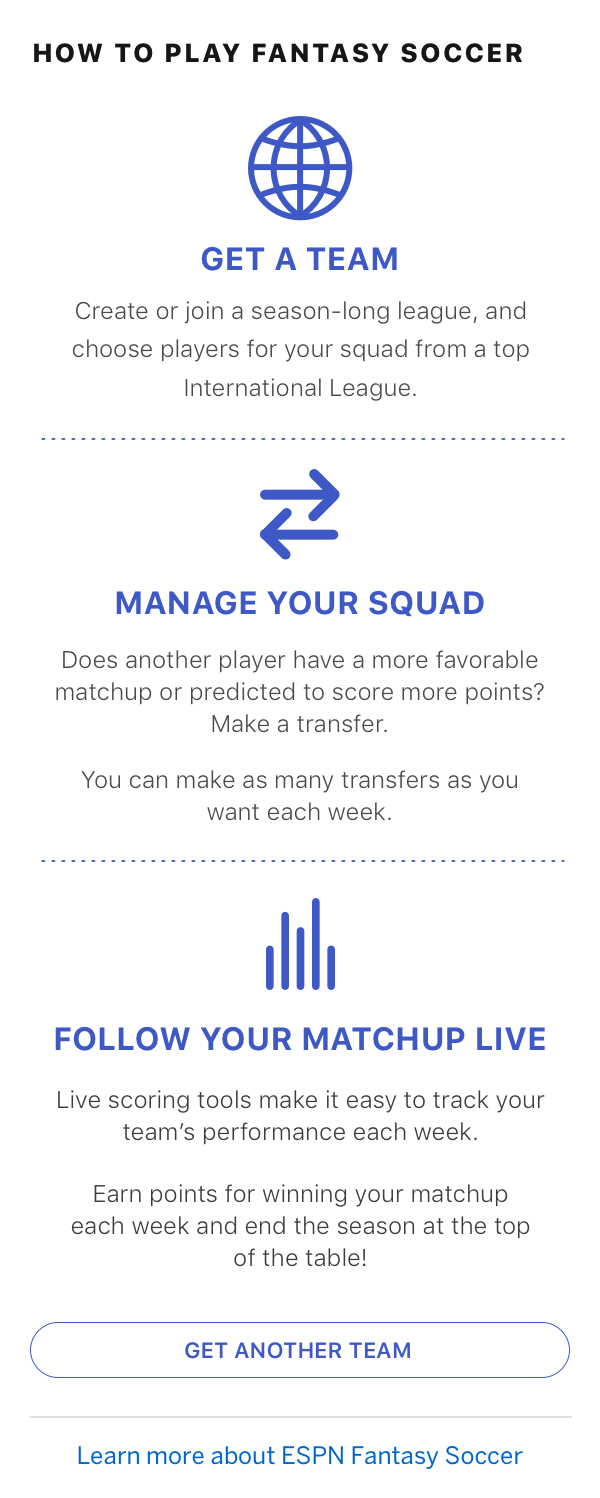 HOW TO PLAY FANTASY SOCCER
GET A TEAM
Create or join a season-long league, and
choose players for your squad from a top
International League.
MANAGE YOUR SQUAD
Does another player have a more favorable
matchup or predicted to score more points?
Make a transfer.
You can make as many transfers as you
want each week.
FOLLOW YOUR MATCHUP LIVE
Live scoring tools make it easy to track your
team’s performance each week.
Earn points for winning your matchup
each week and end the season at the top
of the table!
GET ANOTHER TEAM
Learn more about ESPN Fantasy Soccer